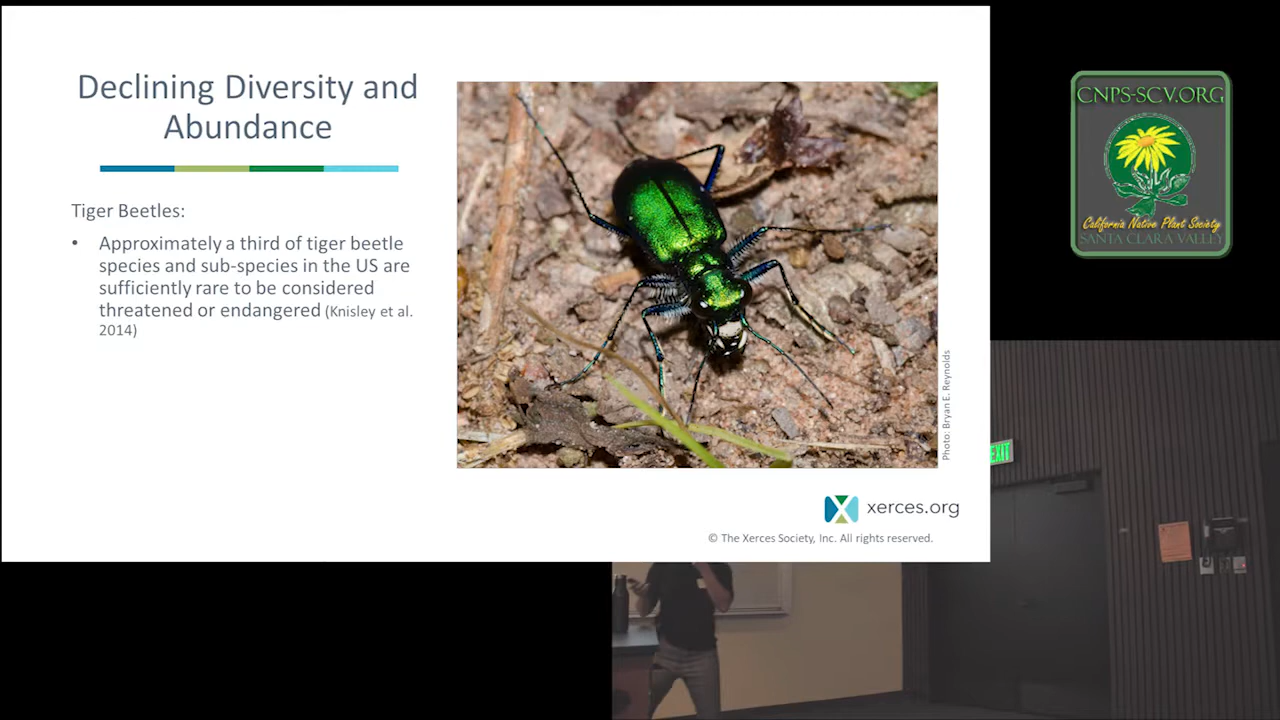 Declining Diversity and
Abundance
Tiger Beetles:
• Approximately a third of tiger beetle
species and sub-species in the US are
sufficiently rare to be considered
threatened or endangered (Knisley et al.
2014)
Photo: Bryan E. Reynolds
xerces.org
© The Xerces Society, Inc. All rights reserved.
CNPS-SCV.ORG
California Native Plant Society
SANTA CLARA VALLEY
EXIT